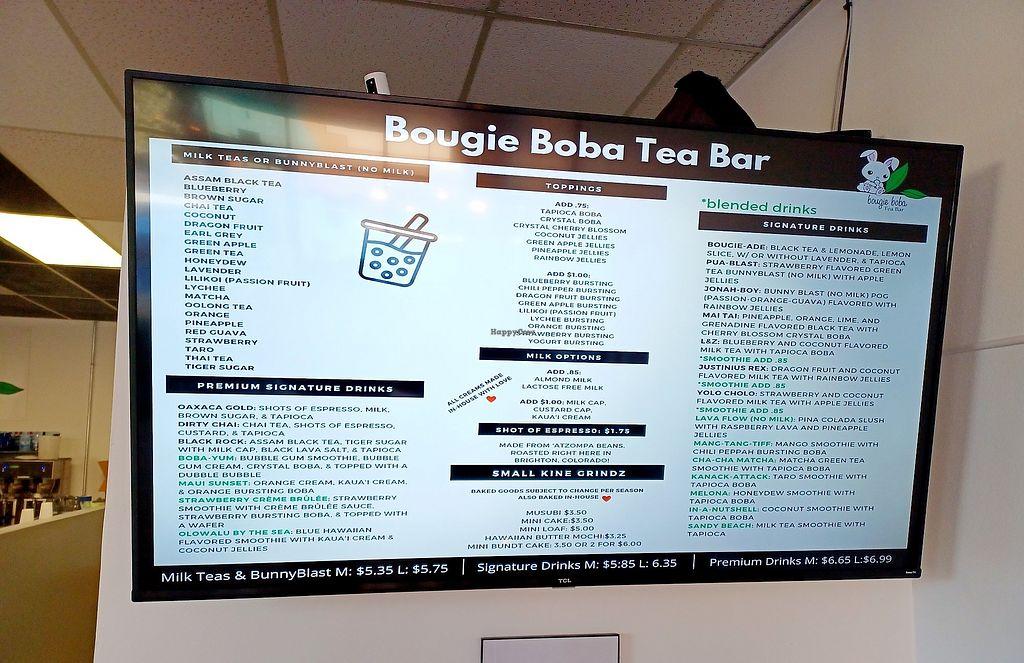 Bougie Boba Tea Bar
MILK TEAS OR BUNNYBLAST (NO MILK)
ASSAM BLACK TEA
BLUEBERRY
BROWN SUGAR
CHAI TEA
COCONUT
DRAGON FRUIT
EARL GREY
GREEN APPLE
GREEN TEA
HONEYDEW
LAVENDER
LILIKOI (PASSION FRUIT)
LYCHEE
MATCHA
OOLONG TEA
ORANGE
PINEAPPLE
RED GUAVA
STRAWBERRY
TARO
THAI TEA
TIGER SUGAR
PREMIUM SIGNATURE DRINKS
OAXACA GOLD: SHOTS OF ESPRESSO, MILK,
BROWN SUGAR, & TAPIOCA
DIRTY CHAI: CHAI TEA, SHOTS OF ESPRESSO,
CUSTARD, & TAPIOCA
BLACK ROCK: ASSAM BLACK TEA, TIGER SUGAR
WITH MILK CAP, BLACK LAVA SALT, & TAPIOCA
BOBA-YUM: BUBBLE GUM SMOOTHIE, BUBBLE
GUM CREAM, CRYSTAL BOBA, & TOPPED WITH A
DUBBLE BUBBLE
MAUI SUNSET: ORANGE CREAM, KAUA'I CREAM,
& ORANGE BURSTING BOBA
STRAWBERRY CRÈME BRÛLÉE: STRAWBERRY
SMOOTHIE WITH CRÈME BRÛLÉE SAUCE,
STRAWBERRY BURSTING BOBA, & TOPPED WITH
A WAFER
OLOWALU BY THE SEA: BLUE HAWAIIAN
FLAVORED SMOOTHIE WITH KAUA'I CREAM &
COCONUT JELLIES
TOPPINGS
ADD .75:
TAPIOCA BOBA
CRYSTAL BOBA
CRYSTAL CHERRY BLOSSOM
COCONUT JELLIES
GREEN APPLE JELLIES
PINEAPPLE JELLIES
RAINBOW JELLIES
ADD $1.00:
BLUEBERRY BURSTING
CHILI PEPPER BURSTING
DRAGON FRUIT BURSTING
GREEN APPLE BURSTING
LILIKOI (PASSION FRUIT)
LYCHEE BURSTING
ORANGE BURSTING
STRAWBERRY BURSTING
YOGURT BURSTING
HappyCow
MILK OPTIONS
ADD .85:
ALMOND MILK
LACTOSE FREE MILK
ADD $1.00: MILK CAP,
CUSTARD CAP,
KAUA'I CREAM
ALL CREAMS MADE
IN-HOUSE WITH LOVE
SHOT OF ESPRESSO: $1.75
MADE FROM 'ATZOMPA BEANS.
ROASTED RIGHT HERE IN
BRIGHTON, COLORADO!
SMALL KINE GRINDZ
BAKED GOODS SUBJECT TO CHANGE PER SEASON
ALSO BAKED IN-HOUSE
MUSUBI $3.50
MINI CAKE:$3.50
MINI LOAF: $5.00
HAWAIIAN BUTTER MOCHI:$3.25
MINI BUNDT CAKE: 3.50 OR 2 FOR $6.00
bougie boba
Tea Bar
*blended drinks
SIGNATURE DRINKS
BOUGIE-ADE: BLACK TEA & LEMONADE, LEMON
SLICE, W/ OR WITHOUT LAVENDER, & TAPIOCA
PUA-BLAST: STRAWBERRY FLAVORED GREEN
TEA BUNNYBLAST (NO MILK) WITH APPLE
JELLIES
JONAH-BOY: BUNNY BLAST (NO MILK) POG
(PASSION-ORANGE-GUAVA) FLAVORED WITH
RAINBOW JELLIES
MAI TAI: PINEAPPLE, ORANGE, LIME, AND
GRENADINE FLAVORED BLACK TEA WITH
CHERRY BLOSSOM CRYSTAL BOBA
L&Z: BLUEBERRY AND COCONUT FLAVORED
MILK TEA WITH TAPIOCA BOBA
*SMOOTHIE ADD .85
JUSTINIUS REX: DRAGON FRUIT AND COCONUT
FLAVORED MILK TEA WITH RAINBOW JELLIES
*SMOOTHIE ADD .85
YOLO CHOLO: STRAWBERRY AND COCONUT
FLAVORED MILK TEA WITH APPLE JELLIES
*SMOOTHIE ADD .85
LAVA FLOW (NO MILK): PINA COLADA SLUSH
WITH RASPBERRY LAVA AND PINEAPPLE
JELLIES
MANG-TANG-TIFF: MANGO SMOOTHIE WITH
CHILI PEPPAH BURSTING BOBA
CHA-CHA MATCHA: MATCHA GREEN TEA
SMOOTHIE WITH TAPIOCA BOBA
KANACK-ATTACK: TARO SMOOTHIE WITH
TAPIOCA BOBA
MELONA: HONEYDEW SMOOTHIE WITH
TAPIOCA BOBA
IN-A-NUTSHELL: COCONUT SMOOTHIE WITH
TAPIOCA BOBA
SANDY BEACH: MILK TEA SMOOTHIE WITH
TAPIOCA
Milk Teas & BunnyBlast M: $5.35 L: $5.75 | Signature Drinks M: $5:85 L: 6.35 | Premium Drinks M: $6.65 L:$6.99
TCL